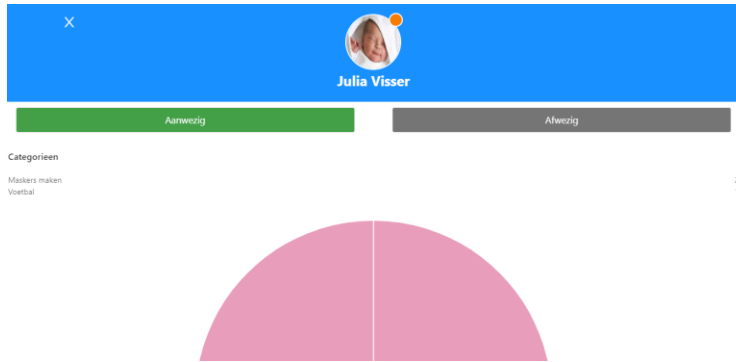 X
Julia Visser
Aanwezig
Afwezig
Categorieen
Maskers maken
Voetbal